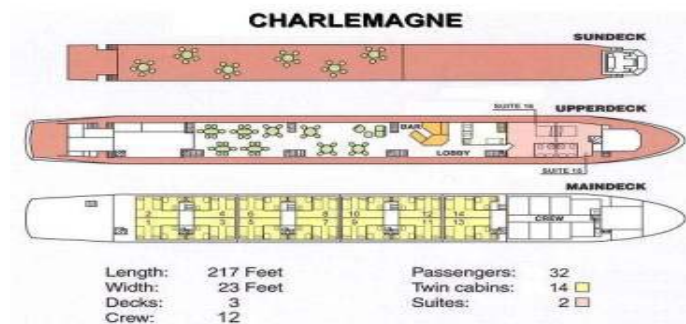 CHARLEMAGNE
SUNDECK
SUITE 16
UPPERDECK
BAR
LOBBY
SUITE 15
MAINDECK
2 4 6 8 10 12 14
1 3 5 7 9 11 13
CREW
Length: 217 Feet
Width: 23 Feet
Decks: 3
Crew: 12
Passengers: 32
Twin cabins: 14
Suites: 2